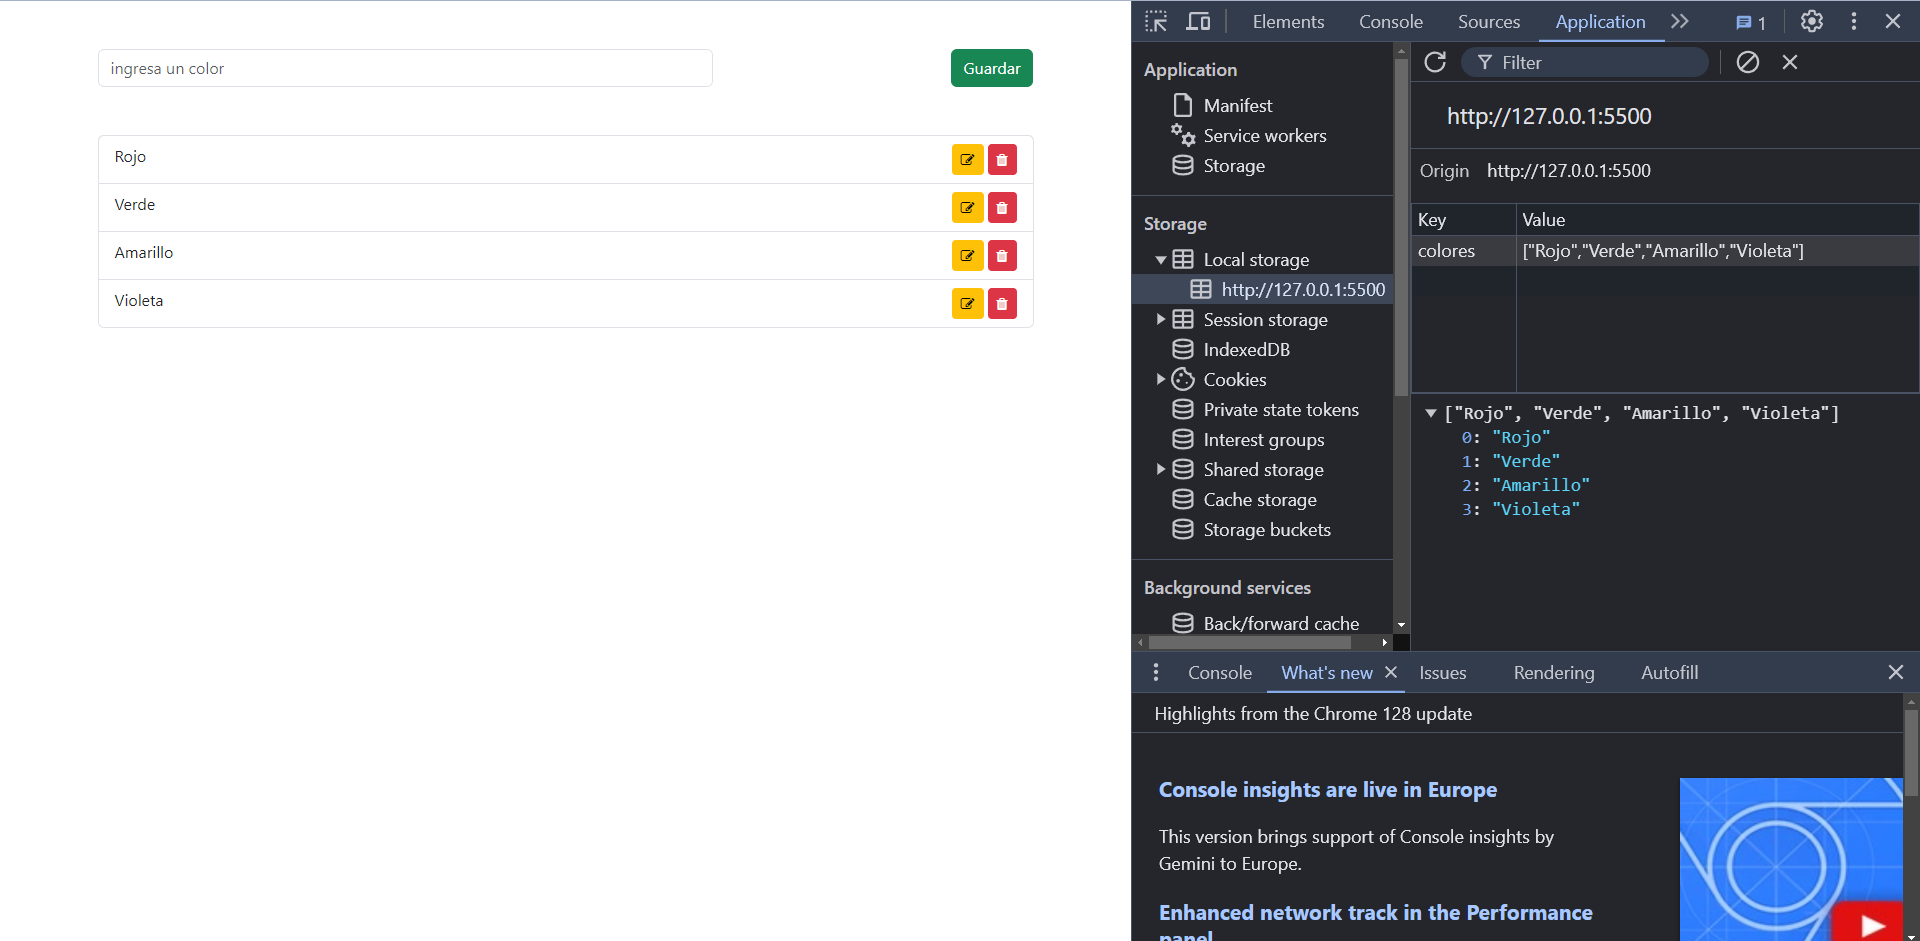 ingresa un color
Guardar
Rojo
Verde
Amarillo
Violeta
Elements Console Sources Application 1
Application
Manifest
Service workers
Storage
Storage
Local storage
http://127.0.0.1:5500
Session storage
IndexedDB
Cookies
Private state tokens
Interest groups
Shared storage
Cache storage
Storage buckets
Background services
Back/forward cache
Filter
http://127.0.0.1:5500
Origin http://127.0.0.1:5500
Key Value
colores ["Rojo","Verde","Amarillo","Violeta"]
["Rojo", "Verde", "Amarillo", "Violeta"]
0: "Rojo"
1: "Verde"
2: "Amarillo"
3: "Violeta"
Console What's new Issues Rendering Autofill
Highlights from the Chrome 128 update
Console insights are live in Europe
This version brings support of Console insights by
Gemini to Europe.
Enhanced network track in the Performance
panel